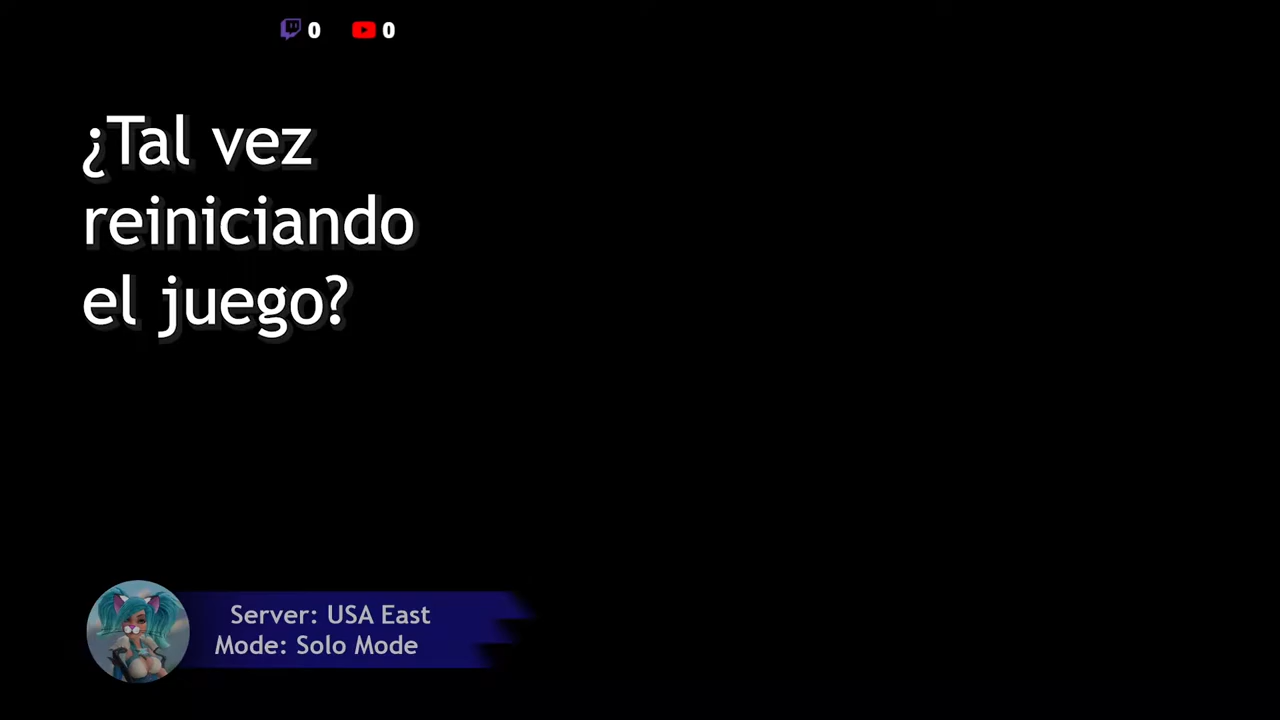 0 0
¿Tal vez
reiniciando
el juego?
Server: USA East
Mode: Solo Mode